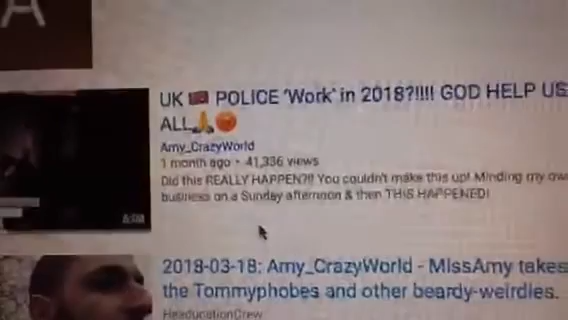 A
UK 🇬🇧 POLICE 'Work' in 2018?!!!! GOD HELP US
ALL🙏😡
Amy_CrazyWorld
1 month ago • 41,336 views
Did this REALLY HAPPEN?!! You couldn't make this up! Minding my own
business on a Sunday afternoon & then THIS HAPPENED!
2018-03-18: Amy_CrazyWorld - MissAmy takes
the Tommyphobes and other beardy-weirdies.
HeaducationCrew